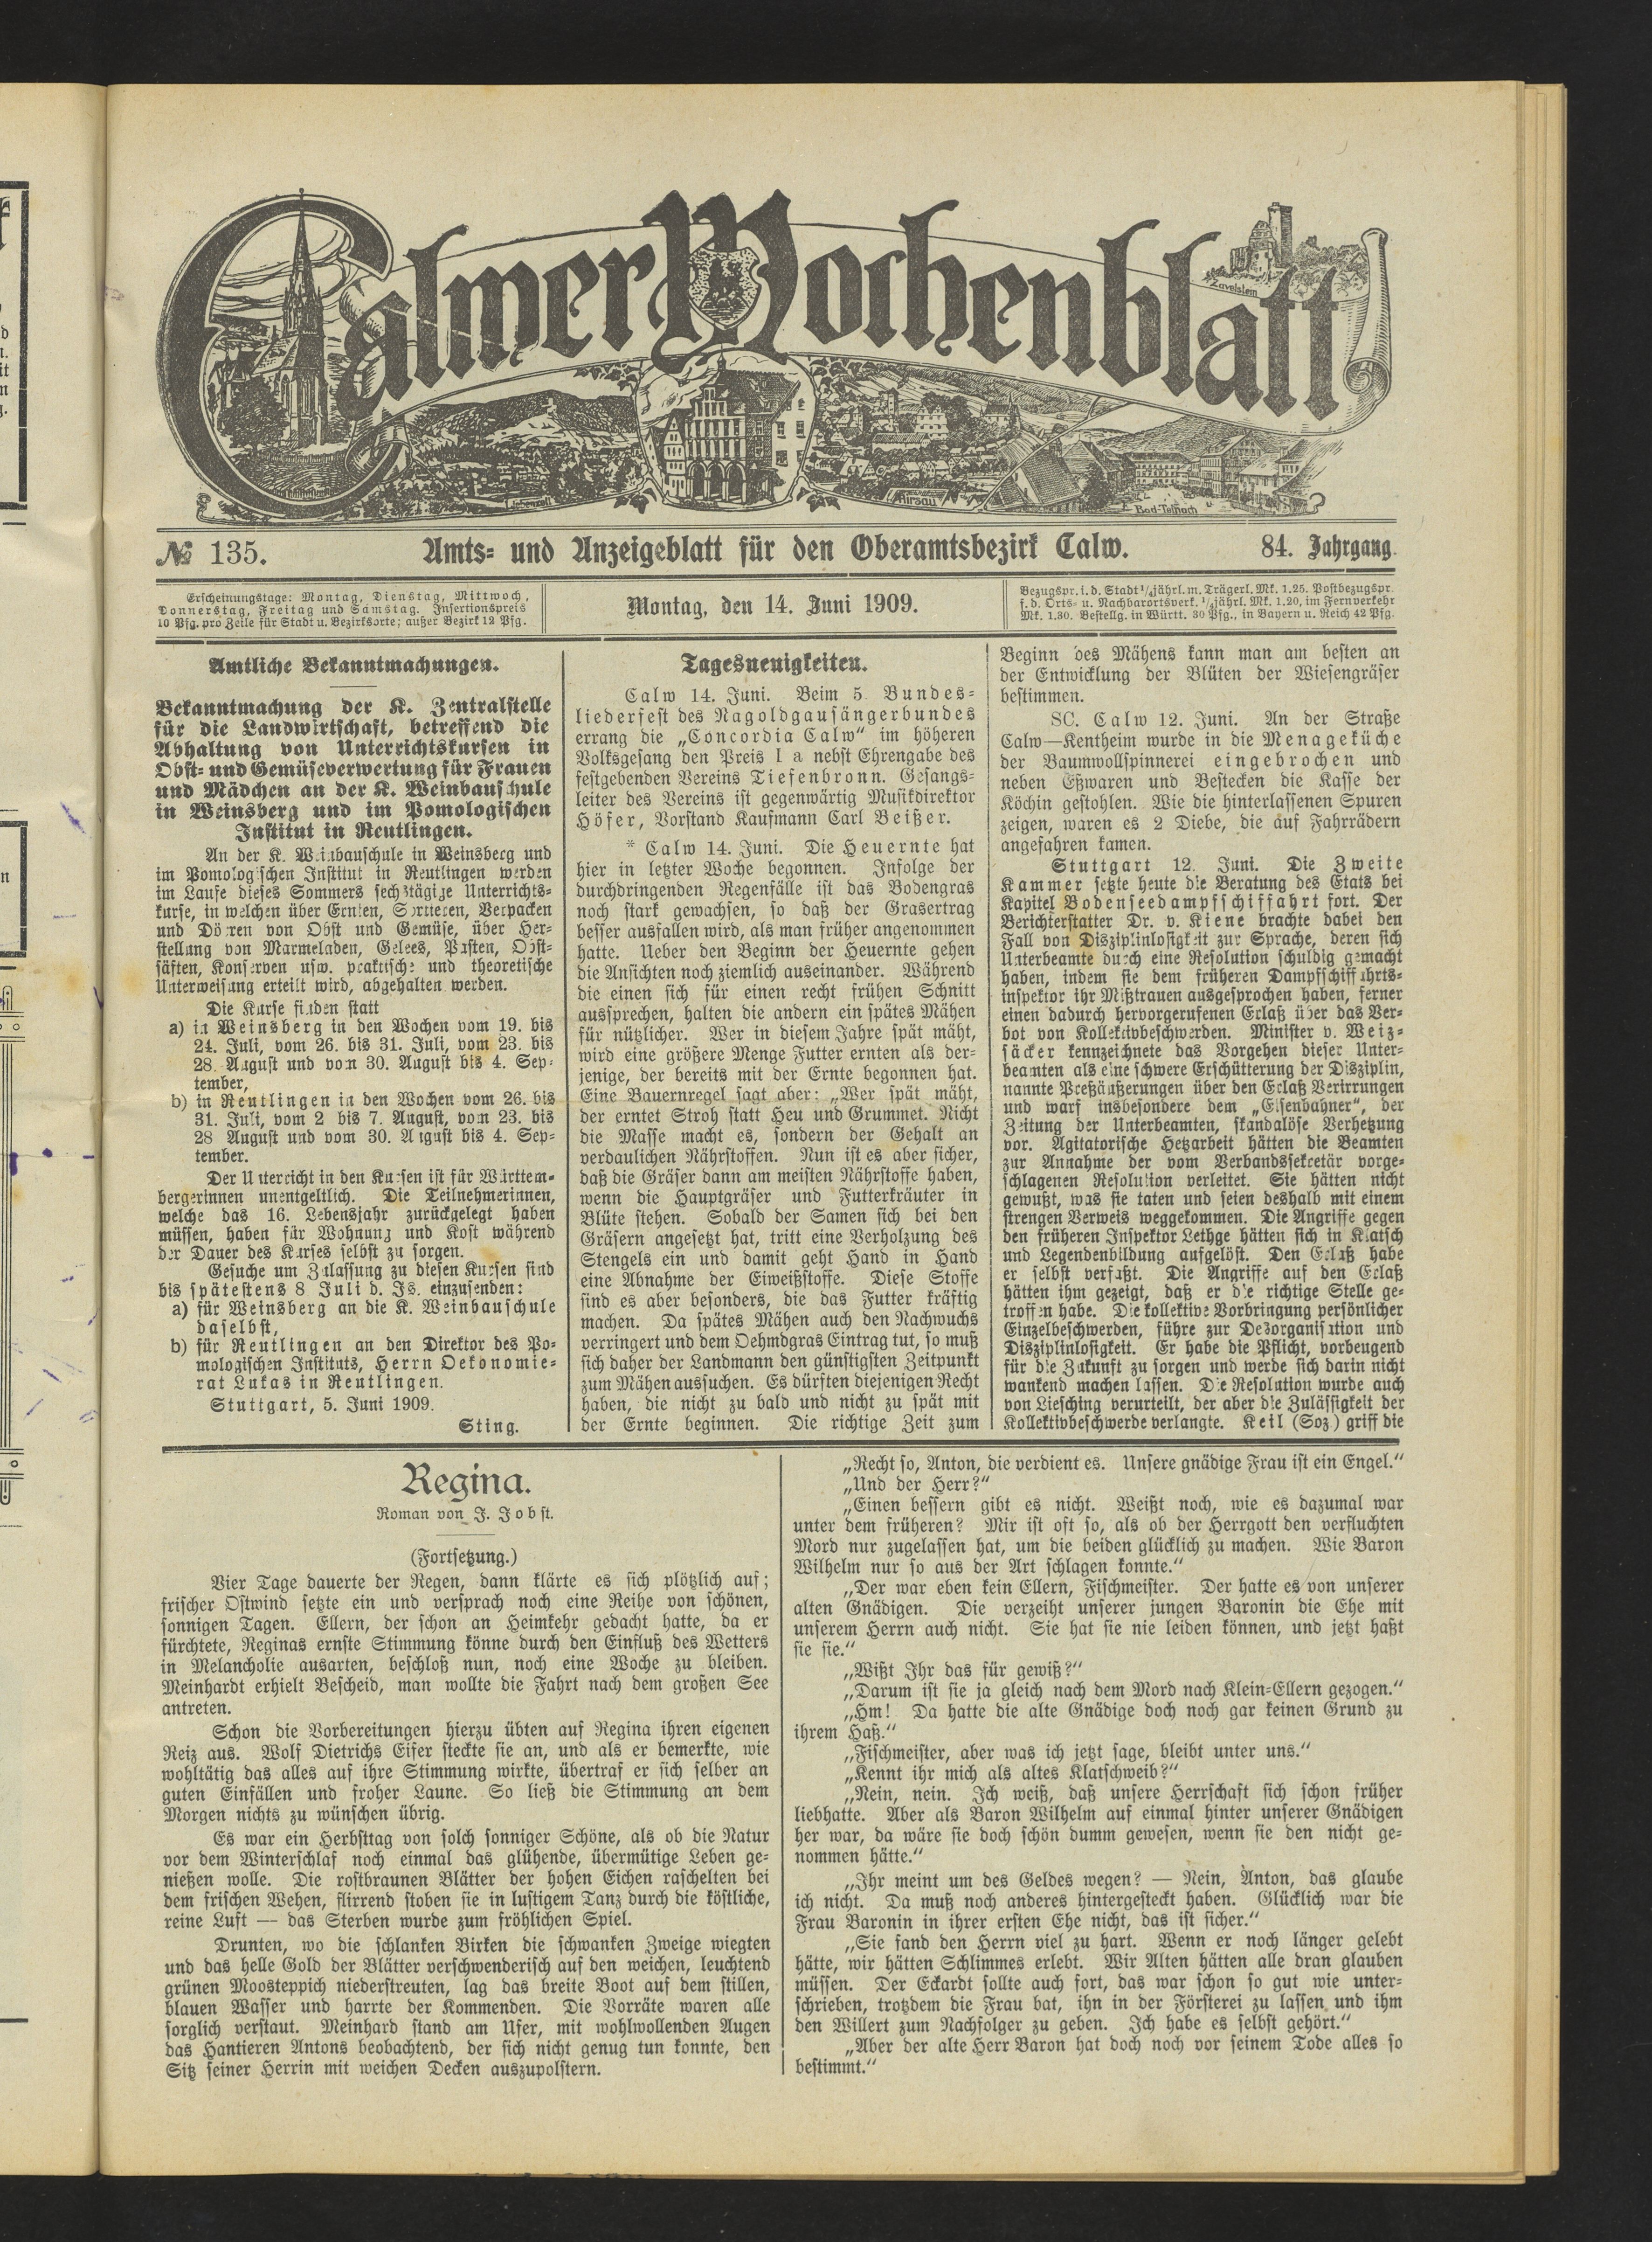 Calwer Wochenblatt
Zavelstein
Liebenzell
Hirsau
Bad-Teinach
№ 135.
Amts- und Anzeigeblatt für den Oberamtsbezirk Calw.
84. Jahrgang.
Erscheinungstage: Montag, Dienstag, Mittwoch,
Donnerstag, Freitag und Samstag. Insertionspreis
10 Pfg. pro Zeile für Stadt u. Bezirksorte; außer Bezirk 12 Pfg.
Montag, den 14. Juni 1909.
Bezugspr. i. d. Stadt ¼jährl. m. Trägerl. Mk. 1.25. Postbezugspr.
f. d. Orts- u. Nachbarortsverk. ¼jährl. Mk. 1.20, im Fernverkehr
Mk. 1.30. Bestellg. in Württ. 30 Pfg., in Bayern u. Reich 42 Pfg.
Amtliche Bekanntmachungen.
Bekanntmachung der K. Zentralstelle
für die Landwirtschaft, betreffend die
Abhaltung von Unterrichtskursen in
Obst- und Gemüseverwertung für Frauen
und Mädchen an der K. Weinbauschule
in Weinsberg und im Pomologischen
Institut in Reutlingen.
An der K. Weinbauschule in Weinsberg und
im Pomologischen Institut in Reutlingen werden
im Laufe dieses Sommers sechstägige Unterrichts-
kurse, in welchen über Ernten, Sortieren, Verpacken
und Dörren von Obst und Gemüse, über Her-
stellung von Marmeladen, Gelees, Pasten, Obst-
säften, Konserven usw. praktische und theoretische
Unterweisung erteilt wird, abgehalten werden.
Die Kurse finden statt
a) in Weinsberg in den Wochen vom 19. bis
24. Juli, vom 26. bis 31. Juli, vom 23. bis
28. August und vom 30. August bis 4. Sep-
tember,
b) in Reutlingen in den Wochen vom 26. bis
31. Juli, vom 2 bis 7. August, vom 23. bis
28 August und vom 30. August bis 4. Sep-
tember.
Der Unterricht in den Kursen ist für Württem-
bergerinnen unentgeltlich. Die Teilnehmerinnen,
welche das 16. Lebensjahr zurückgelegt haben
müssen, haben für Wohnung und Kost während
der Dauer des Kurses selbst zu sorgen.
Gesuche um Zulassung zu diesen Kursen sind
bis spätestens 8 Juli d. Js. einzusenden:
a) für Weinsberg an die K. Weinbauschule
daselbst,
b) für Reutlingen an den Direktor des Po-
mologischen Instituts, Herrn Oekonomie-
rat Lukas in Reutlingen.
Stuttgart, 5. Juni 1909.
Sting.
Tagesneuigkeiten.
Calw 14. Juni. Beim 5. Bundes-
liederfest des Nagoldgausängerbundes
errang die „Concordia Calw“ im höheren
Volksgesang den Preis I a nebst Ehrengabe des
festgebenden Vereins Tiefenbronn. Gesangs-
leiter des Vereins ist gegenwärtig Musikdirektor
Höfer, Vorstand Kaufmann Carl Beißer.
* Calw 14. Juni. Die Heuernte hat
hier in letzter Woche begonnen. Infolge der
durchdringenden Regenfälle ist das Bodengras
noch stark gewachsen, so daß der Grasertrag
besser ausfallen wird, als man früher angenommen
hatte. Ueber den Beginn der Heuernte gehen
die Ansichten noch ziemlich auseinander. Während
die einen sich für einen recht frühen Schnitt
aussprechen, halten die andern ein spätes Mähen
für nützlicher. Wer in diesem Jahre spät mäht,
wird eine größere Menge Futter ernten als der-
jenige, der bereits mit der Ernte begonnen hat.
Eine Bauernregel sagt aber: „Wer spät mäht,
der erntet Stroh statt Heu und Grummet. Nicht
die Masse macht es, sondern der Gehalt an
verdaulichen Nährstoffen. Nun ist es aber sicher,
daß die Gräser dann am meisten Nährstoffe haben,
wenn die Hauptgräser und Futterkräuter in
Blüte stehen. Sobald der Samen sich bei den
Gräsern angesetzt hat, tritt eine Verholzung des
Stengels ein und damit geht Hand in Hand
eine Abnahme der Eiweißstoffe. Diese Stoffe
sind es aber besonders, die das Futter kräftig
machen. Da spätes Mähen auch den Nachwuchs
verringert und dem Oehmdgras Eintrag tut, so muß
sich daher der Landmann den günstigsten Zeitpunkt
zum Mähen aussuchen. Es dürften diejenigen Recht
haben, die nicht zu bald und nicht zu spät mit
der Ernte beginnen. Die richtige Zeit zum
Beginn des Mähens kann man am besten an
der Entwicklung der Blüten der Wiesengräser
bestimmen.
SC. Calw 12. Juni. An der Straße
Calw—Kentheim wurde in die Menageküche
der Baumwollspinnerei eingebrochen und
neben Eßwaren und Bestecken die Kasse der
Köchin gestohlen. Wie die hinterlassenen Spuren
zeigen, waren es 2 Diebe, die auf Fahrrädern
angefahren kamen.
Stuttgart 12. Juni. Die Zweite
Kammer setzte heute die Beratung des Etats bei
Kapitel Bodenseedampfschiffahrt fort. Der
Berichterstatter Dr. v. Kiene brachte dabei den
Fall von Disziplinlosigkeit zur Sprache, deren sich
Unterbeamte durch eine Resolution schuldig gemacht
haben, indem sie dem früheren Dampfschiffahrts-
inspektor ihr Mißtrauen ausgesprochen haben, ferner
einen dadurch hervorgerufenen Erlaß über das Ver-
bot von Kollektivbeschwerden. Minister v. Weiz-
säcker kennzeichnete das Vorgehen dieser Unter-
beamten als eine schwere Erschütterung der Disziplin,
nannte Preßäußerungen über den Erlaß Verirrungen
und warf insbesondere dem „Eisenbahner“, der
Zeitung der Unterbeamten, skandalöse Verhetzung
vor. Agitatorische Hetzarbeit hätten die Beamten
zur Annahme der vom Verbandssekretär vorge-
schlagenen Resolution verleitet. Sie hätten nicht
gewußt, was sie taten und seien deshalb mit einem
strengen Verweis weggekommen. Die Angriffe gegen
den früheren Inspektor Lethge hätten sich in Klatsch
und Legendenbildung aufgelöst. Den Erlaß habe
er selbst verfaßt. Die Angriffe auf den Erlaß
hätten ihm gezeigt, daß er die richtige Stelle ge-
troffen habe. Die kollektive Vorbringung persönlicher
Einzelbeschwerden, führe zur Desorganisation und
Disziplinlosigkeit. Er habe die Pflicht, vorbeugend
für die Zukunft zu sorgen und werde sich darin nicht
wankend machen lassen. Die Resolution wurde auch
von Liesching verurteilt, der aber die Zulässigkeit der
Kollektivbeschwerde verlangte. Keil (Soz) griff die
Regina.
Roman von J. Jobst.
(Fortsetzung.)
Vier Tage dauerte der Regen, dann klärte es sich plötzlich auf;
frischer Ostwind setzte ein und versprach noch eine Reihe von schönen,
sonnigen Tagen. Ellern, der schon an Heimkehr gedacht hatte, da er
fürchtete, Reginas ernste Stimmung könne durch den Einfluß des Wetters
in Melancholie ausarten, beschloß nun, noch eine Woche zu bleiben.
Meinhardt erhielt Bescheid, man wollte die Fahrt nach dem großen See
antreten.
Schon die Vorbereitungen hierzu übten auf Regina ihren eigenen
Reiz aus. Wolf Dietrichs Eifer steckte sie an, und als er bemerkte, wie
wohltätig das alles auf ihre Stimmung wirkte, übertraf er sich selber an
guten Einfällen und froher Laune. So ließ die Stimmung an dem
Morgen nichts zu wünschen übrig.
Es war ein Herbsttag von solch sonniger Schöne, als ob die Natur
vor dem Winterschlaf noch einmal das glühende, übermütige Leben ge-
nießen wolle. Die rostbraunen Blätter der hohen Eichen raschelten bei
dem frischen Wehen, flirrend stoben sie in lustigem Tanz durch die köstliche,
reine Luft — das Sterben wurde zum fröhlichen Spiel.
Drunten, wo die schlanken Birken die schwanken Zweige wiegten
und das helle Gold der Blätter verschwenderisch auf den weichen, leuchtend
grünen Moosteppich niederstreuten, lag das breite Boot auf dem stillen,
blauen Wasser und harrte der Kommenden. Die Vorräte waren alle
sorglich verstaut. Meinhard stand am Ufer, mit wohlwollenden Augen
das Hantieren Antons beobachtend, der sich nicht genug tun konnte, den
Sitz seiner Herrin mit weichen Decken auszupolstern.
„Recht so, Anton, die verdient es. Unsere gnädige Frau ist ein Engel.“
„Und der Herr?“
„Einen bessern gibt es nicht. Weißt noch, wie es dazumal war
unter dem früheren? Mir ist oft so, als ob der Herrgott den verfluchten
Mord nur zugelassen hat, um die beiden glücklich zu machen. Wie Baron
Wilhelm nur so aus der Art schlagen konnte.“
„Der war eben kein Ellern, Fischmeister. Der hatte es von unserer
alten Gnädigen. Die verzeiht unserer jungen Baronin die Ehe mit
unserem Herrn auch nicht. Sie hat sie nie leiden können, und jetzt haßt
sie sie.“
„Wißt Ihr das für gewiß?“
„Darum ist sie ja gleich nach dem Mord nach Klein-Ellern gezogen.“
„Hm! Da hatte die alte Gnädige doch noch gar keinen Grund zu
ihrem Haß.“
„Fischmeister, aber was ich jetzt sage, bleibt unter uns.“
„Kennt ihr mich als altes Klatschweib?“
„Nein, nein. Ich weiß, daß unsere Herrschaft sich schon früher
liebhatte. Aber als Baron Wilhelm auf einmal hinter unserer Gnädigen
her war, da wäre sie doch schön dumm gewesen, wenn sie den nicht ge-
nommen hätte.“
„Ihr meint um des Geldes wegen? — Nein, Anton, das glaube
ich nicht. Da muß noch anderes hintergesteckt haben. Glücklich war die
Frau Baronin in ihrer ersten Ehe nicht, das ist sicher.“
„Sie fand den Herrn viel zu hart. Wenn er noch länger gelebt
hätte, wir hätten Schlimmes erlebt. Wir Alten hätten alle dran glauben
müssen. Der Eckardt sollte auch fort, das war schon so gut wie unter-
schrieben, trotzdem die Frau bat, ihn in der Försterei zu lassen und ihm
den Willert zum Nachfolger zu geben. Ich habe es selbst gehört.“
„Aber der alte Herr Baron hat doch noch vor seinem Tode alles so
bestimmt.“